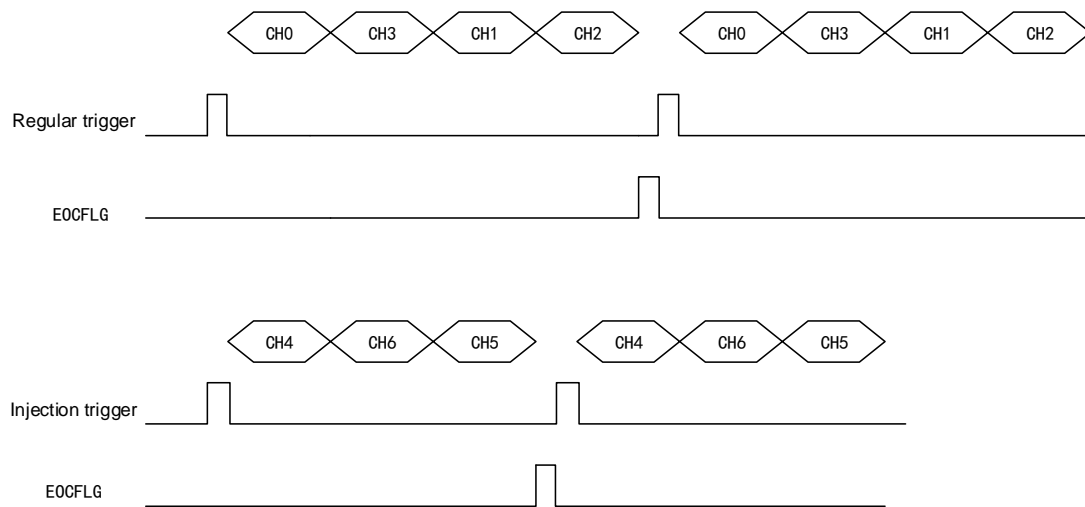 CH0 CH3 CH1 CH2 CH0 CH3 CH1 CH2
Regular trigger
EOCFLG
CH4 CH6 CH5 CH4 CH6 CH5
Injection trigger
EOCFLG